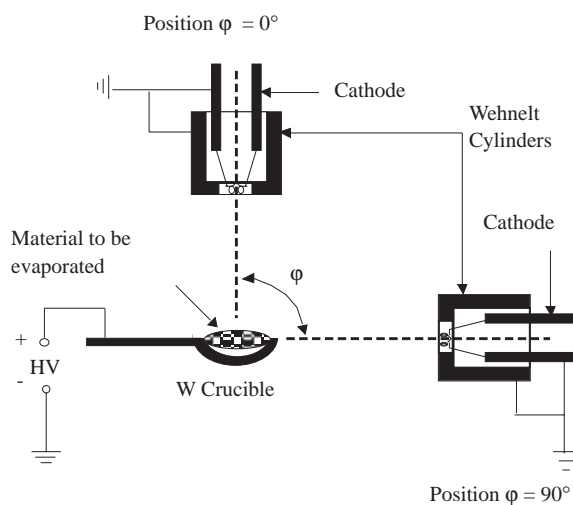 Position φ = 0°
Cathode
Wehnelt
Cylinders
Cathode
Material to be
evaporated
φ
+
HV
-
W Crucible
Position φ = 90°